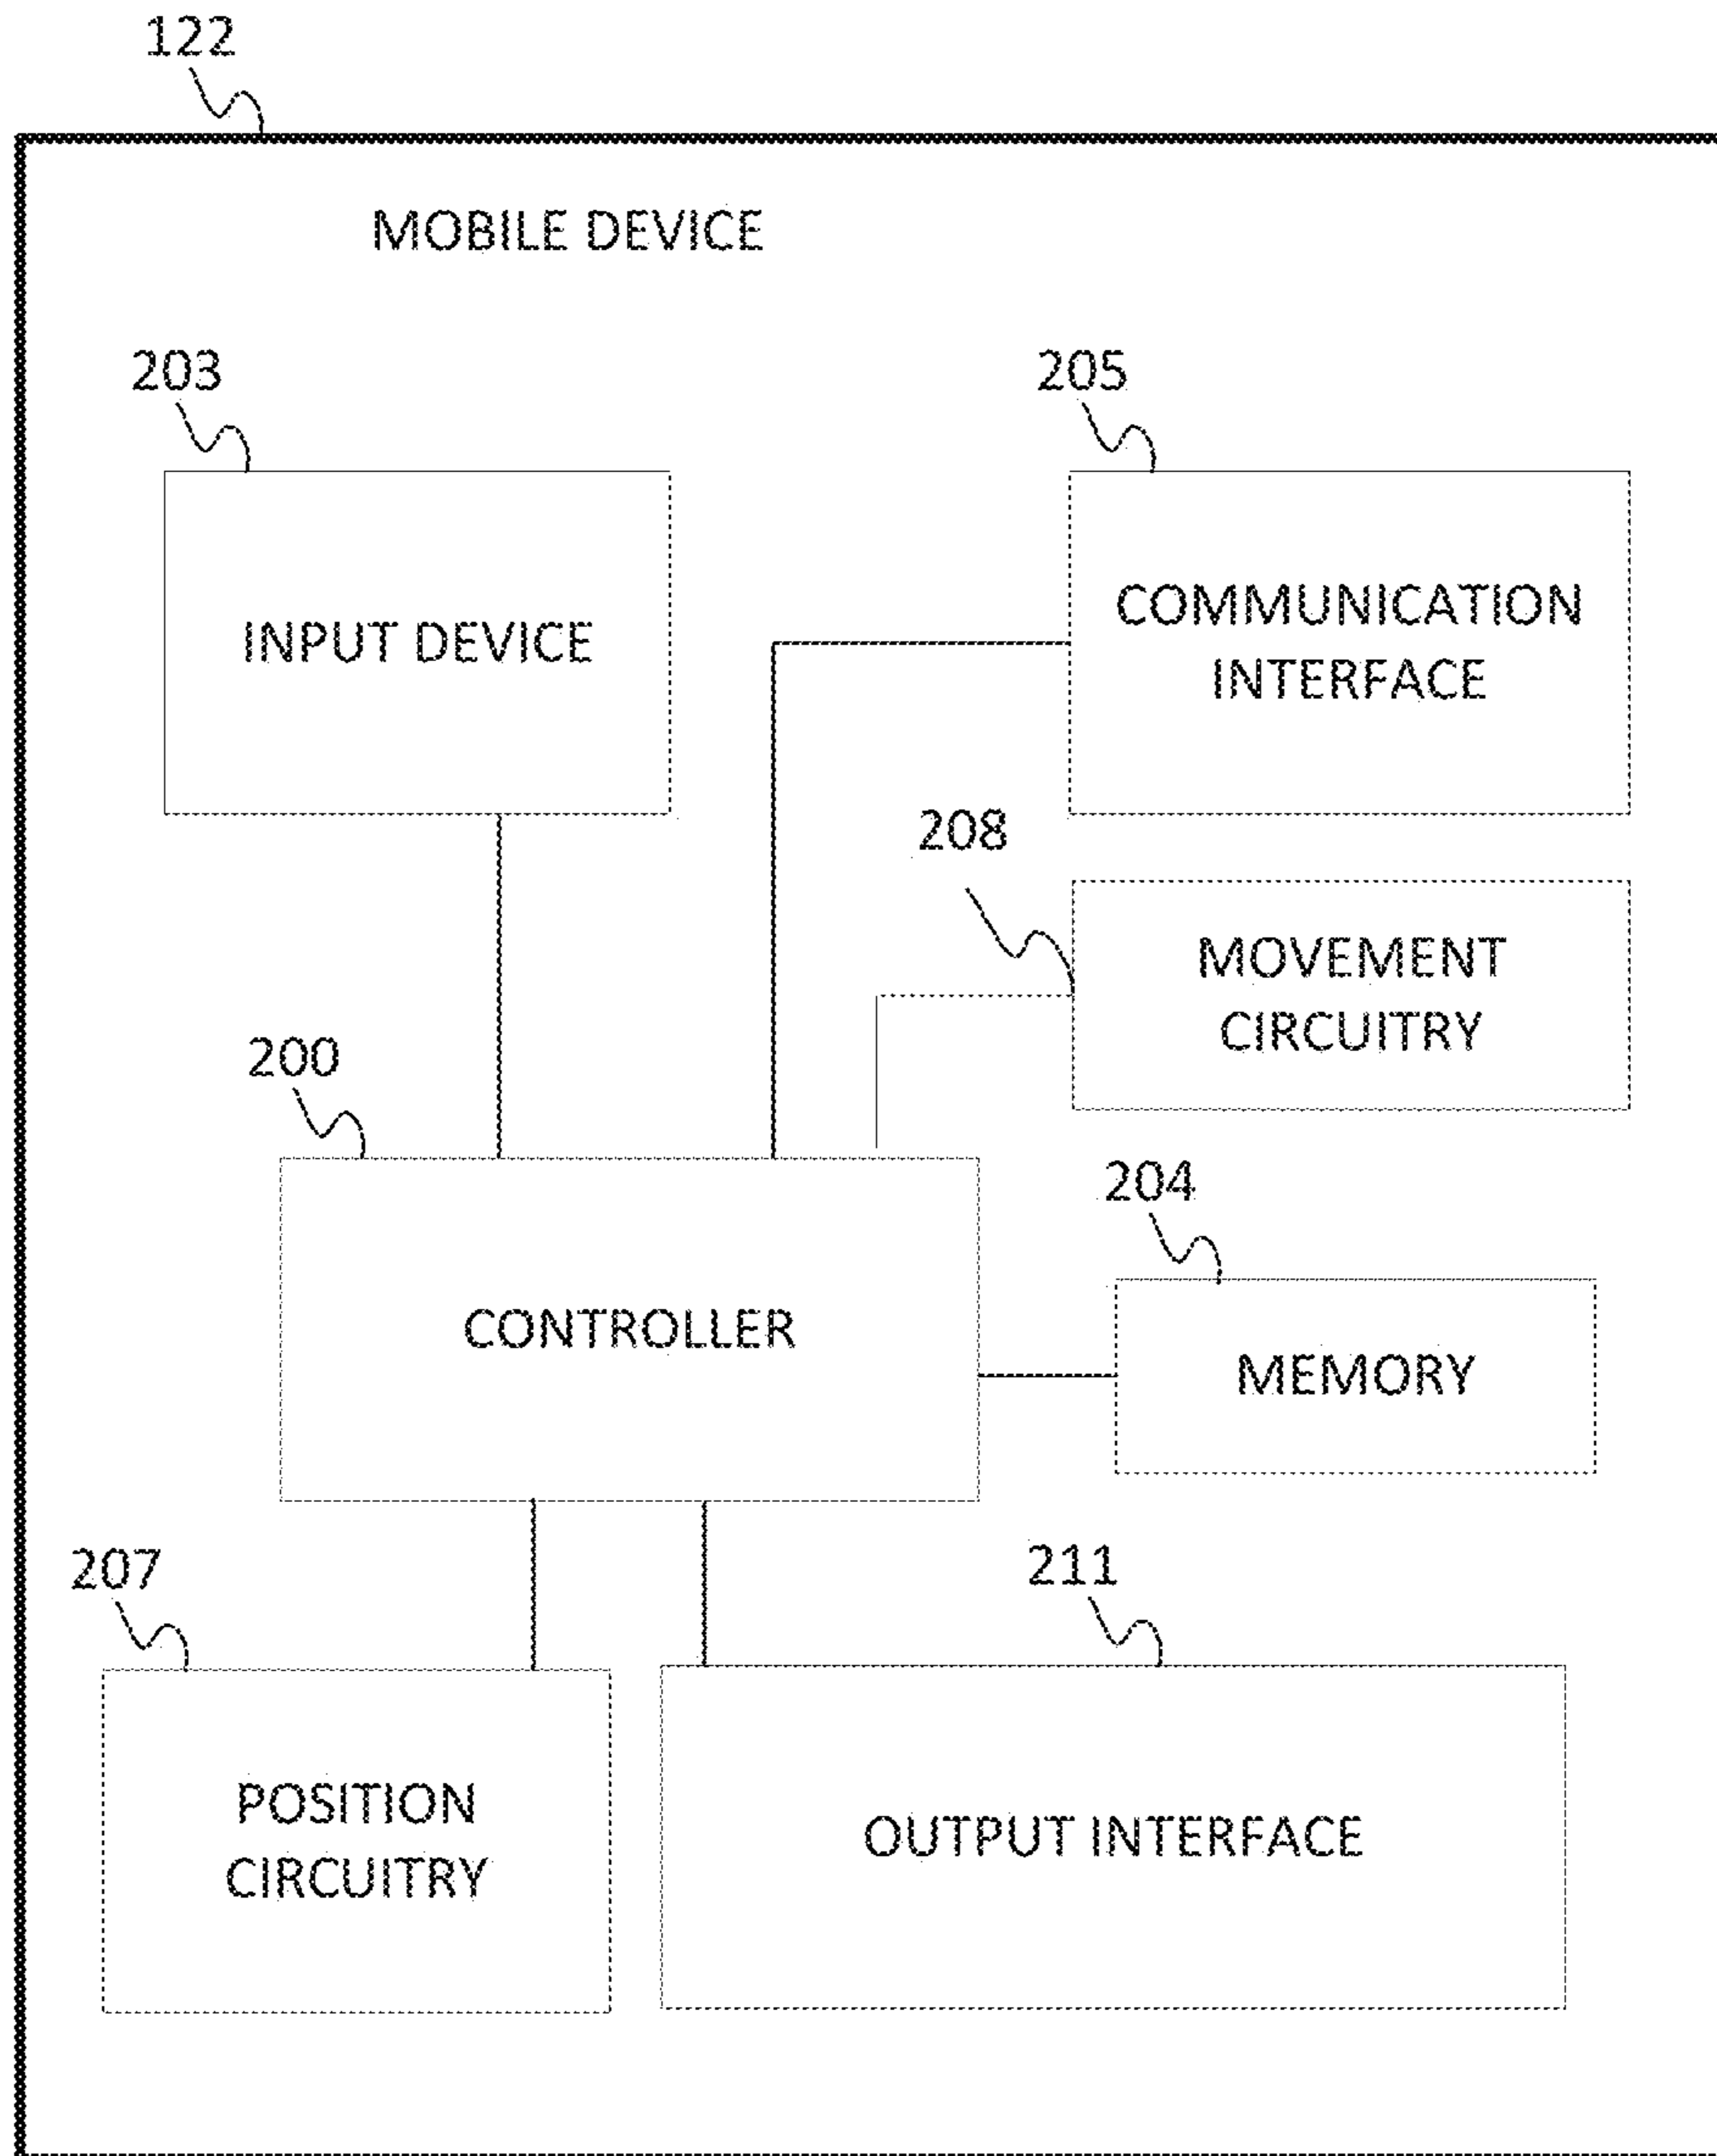 122
MOBILE DEVICE
203
205
INPUT DEVICE
COMMUNICATION
INTERFACE
208
MOVEMENT
CIRCUITRY
200
204
CONTROLLER
MEMORY
207
211
POSITION
CIRCUITRY
OUTPUT INTERFACE